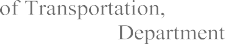 of Transportation,
Department